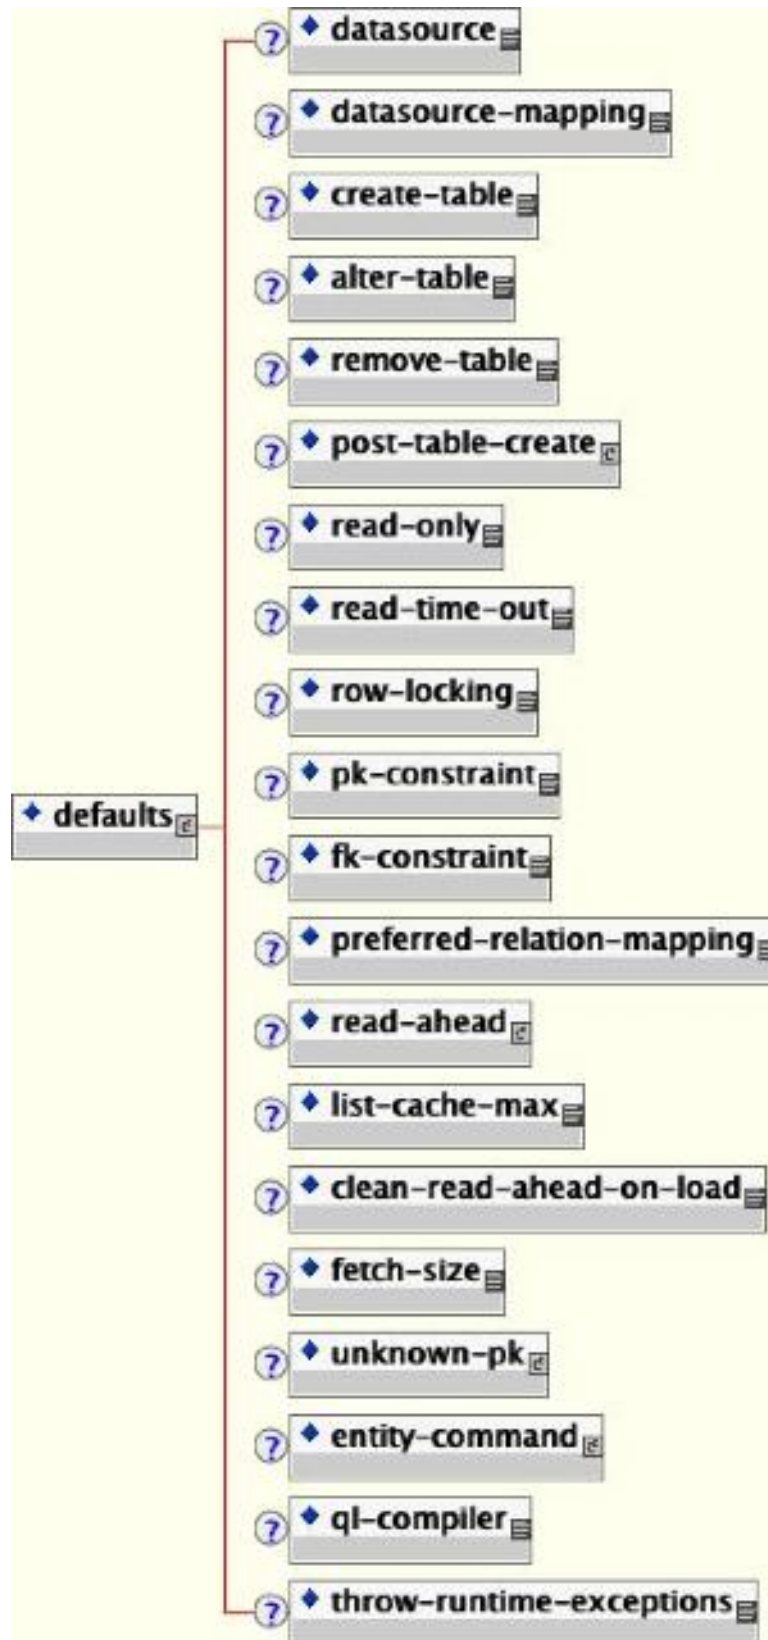 datasource
datasource-mapping
create-table
alter-table
remove-table
post-table-create
read-only
read-time-out
row-locking
pk-constraint
defaults
fk-constraint
preferred-relation-mapping
read-ahead
list-cache-max
clean-read-ahead-on-load
fetch-size
unknown-pk
entity-command
ql-compiler
throw-runtime-exceptions